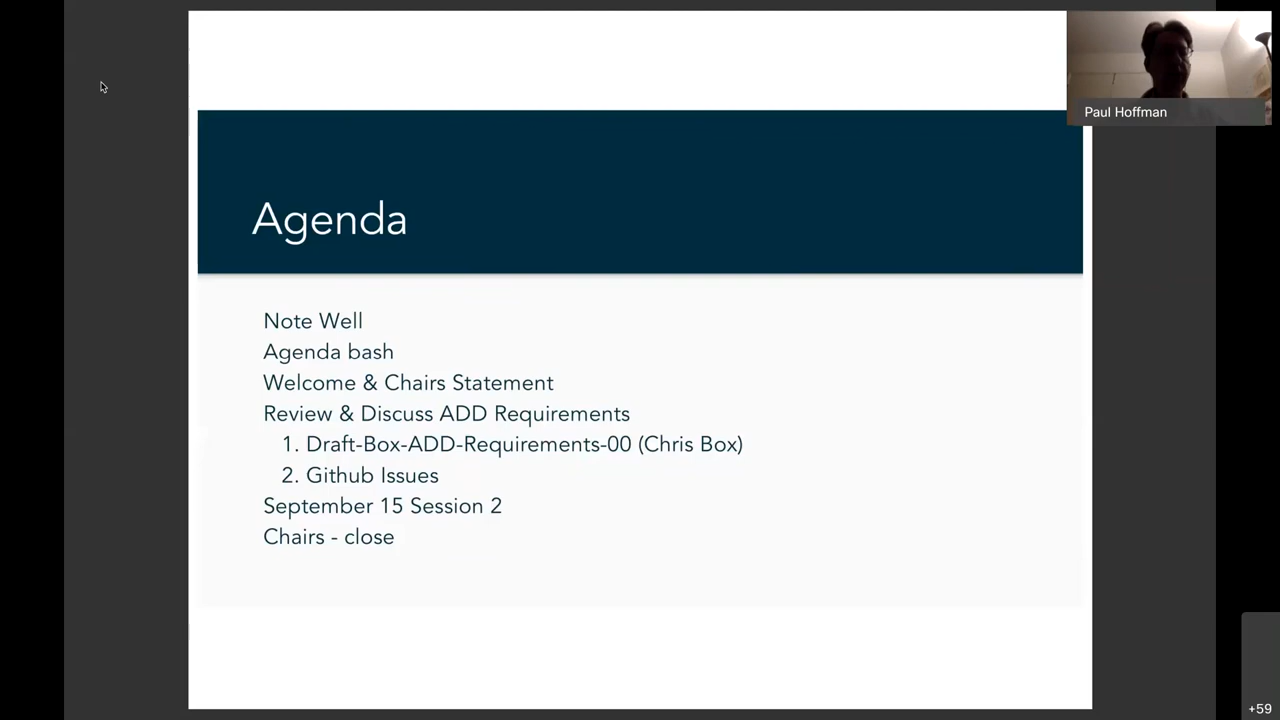 Paul Hoffman
Agenda
Note Well
Agenda bash
Welcome & Chairs Statement
Review & Discuss ADD Requirements
1. Draft-Box-ADD-Requirements-00 (Chris Box)
2. Github Issues
September 15 Session 2
Chairs - close
+59